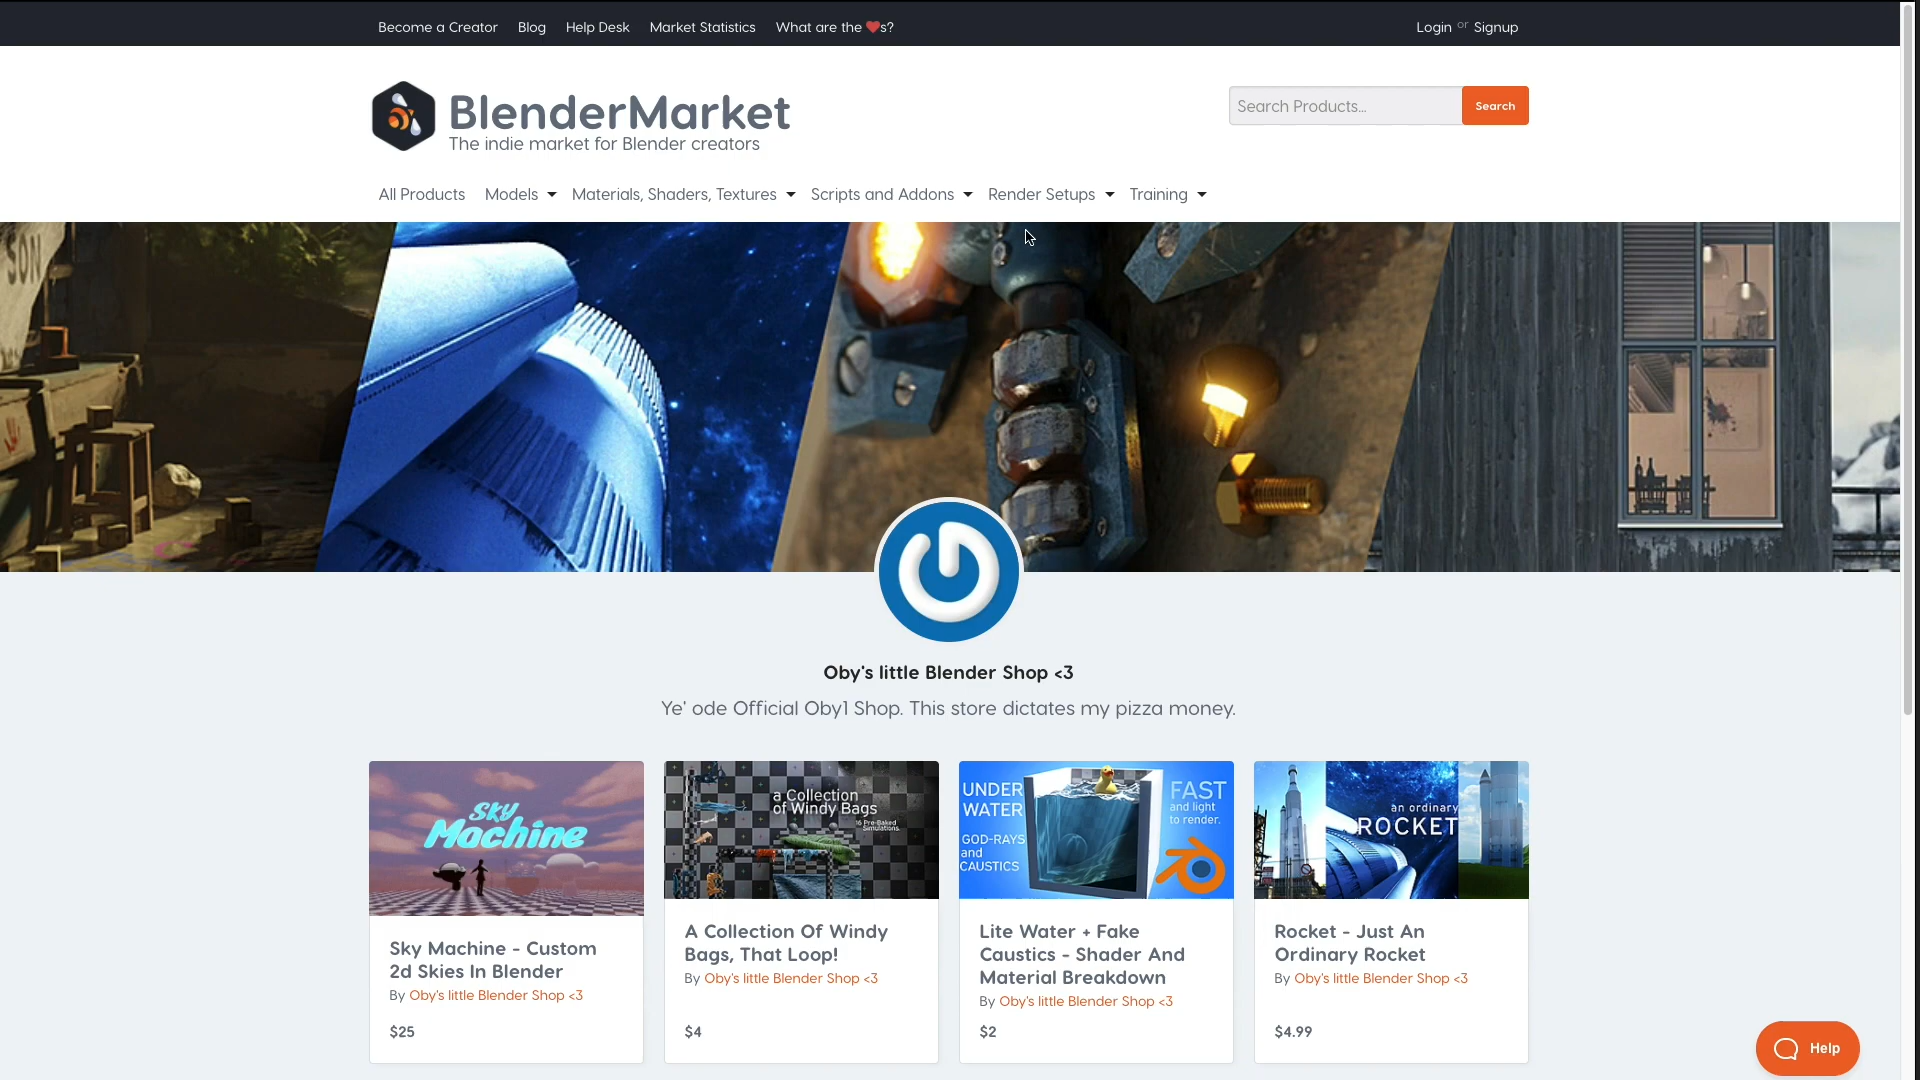 Become a Creator Blog Help Desk Market Statistics What are the ❤s? Login or Signup
BlenderMarket
The indie market for Blender creators
Search Products... Search
All Products Models Materials, Shaders, Textures Scripts and Addons Render Setups Training
SON
Oby's little Blender Shop <3
Ye' ode Official Oby1 Shop. This store dictates my pizza money.
SKY
Machine
a Collection
of Windy Bags
16 Pre-Baked
Simulations.
UNDER
WATER
GOD-RAYS
and
CAUSTICS
FAST
and light
to render.
an ordinary
ROCKET
Sky Machine - Custom
2d Skies In Blender
By Oby's little Blender Shop <3
$25
A Collection Of Windy
Bags, That Loop!
By Oby's little Blender Shop <3
$4
Lite Water + Fake
Caustics - Shader And
Material Breakdown
By Oby's little Blender Shop <3
$2
Rocket - Just An
Ordinary Rocket
By Oby's little Blender Shop <3
$4.99
Help